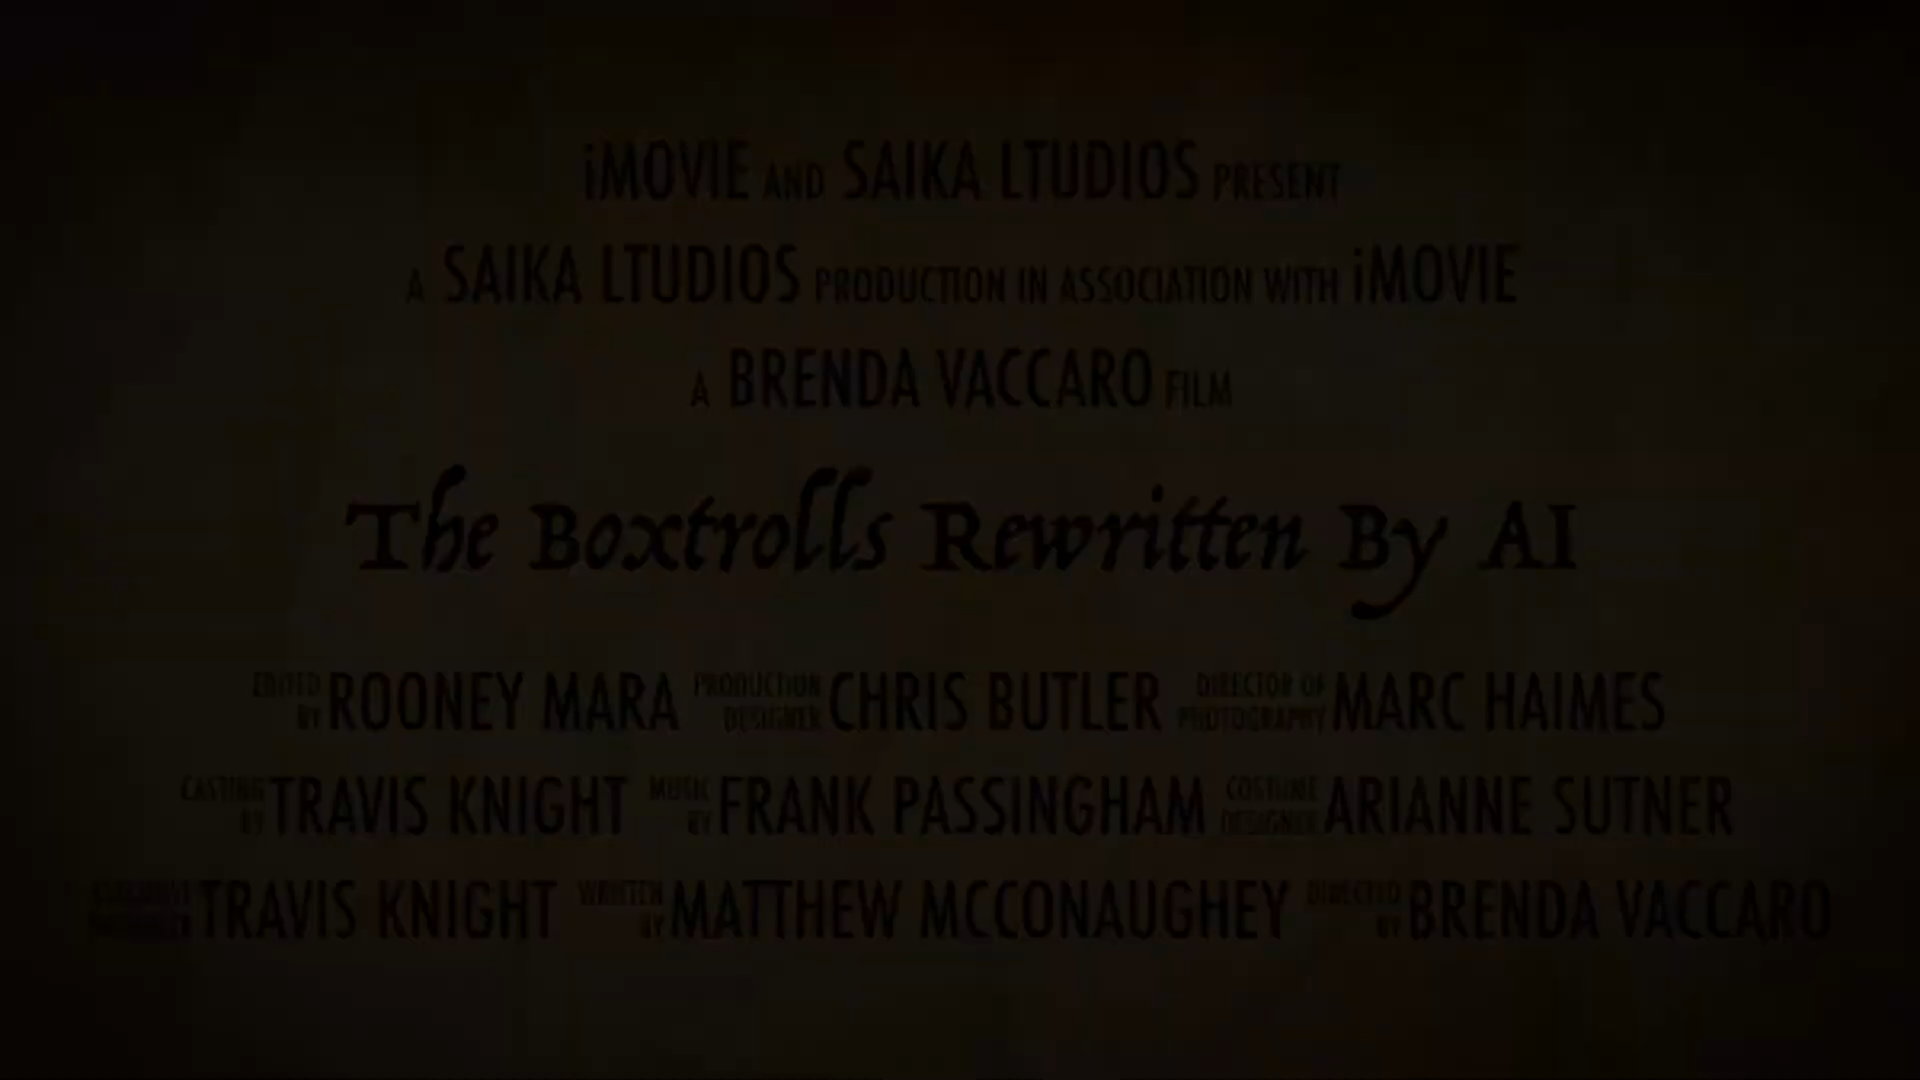 iMOVIE AND SAIKA LTUDIOS PRESENT
A SAIKA LTUDIOS PRODUCTION IN ASSOCIATION WITH iMOVIE
A BRENDA VACCARO FILM
The Boxtrolls Rewritten By AI
EDITED BY ROONEY MARA PRODUCTION DESIGNER CHRIS BUTLER DIRECTOR OF PHOTOGRAPHY MARC HAIMES
CASTING BY TRAVIS KNIGHT MUSIC BY FRANK PASSINGHAM COSTUME DESIGNER ARIANNE SUTNER
EXECUTIVE PRODUCER TRAVIS KNIGHT WRITTEN BY MATTHEW MCCONAUGHEY DIRECTED BY BRENDA VACCARO